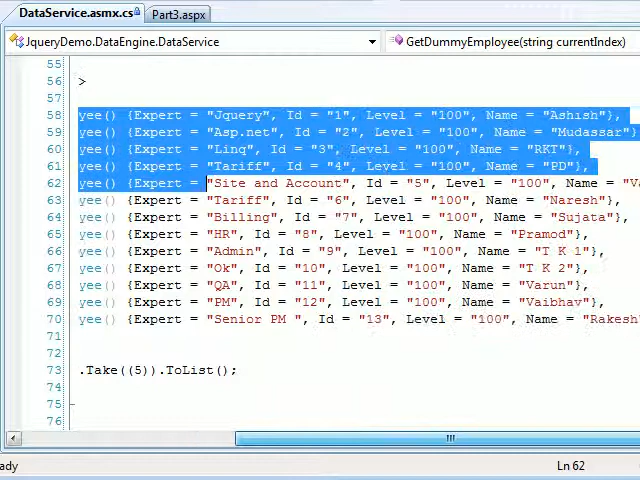 DataService.asmx.cs Part3.aspx
JqueryDemo.DataEngine.DataService GetDummyEmployee(string currentIndex)
55
56 >
57
58 yee() {Expert = "Jquery", Id = "1", Level = "100", Name = "Ashish"},
59 yee() {Expert = "Asp.net", Id = "2", Level = "100", Name = "Mudassar"}
60 yee() {Expert = "Linq", Id = "3", Level = "100", Name = "RKT"},
61 yee() {Expert = "Tariff", Id = "4", Level = "100", Name = "PD"},
62 yee() {Expert = "Site and Account", Id = "5", Level = "100", Name = "Va
63 yee() {Expert = "Tariff", Id = "6", Level = "100", Name = "Naresh"},
64 yee() {Expert = "Billing", Id = "7", Level = "100", Name = "Sujata"},
65 yee() {Expert = "HR", Id = "8", Level = "100", Name = "Pramod"},
66 yee() {Expert = "Admin", Id = "9", Level = "100", Name = "T K 1"},
67 yee() {Expert = "Ok", Id = "10", Level = "100", Name = "T K 2"},
68 yee() {Expert = "QA", Id = "11", Level = "100", Name = "Varun"},
69 yee() {Expert = "PM", Id = "12", Level = "100", Name = "Vaibhav"},
70 yee() {Expert = "Senior PM ", Id = "13", Level = "100", Name = "Rakesh
71
72
73 .Take((5)).ToList();
74
75
76
ady Ln 62